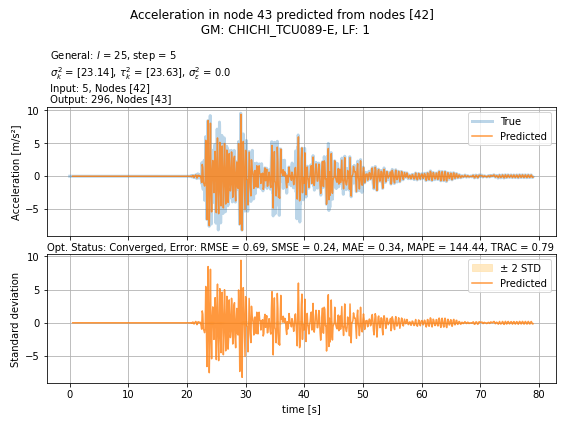 Acceleration in node 43 predicted from nodes [42]
GM: CHICHI_TCU089-E, LF: 1
General: l = 25, step = 5
σ²ₖ = [23.14], τ²ₖ = [23.63], σ²ε = 0.0
Input: 5, Nodes [42]
Output: 296, Nodes [43]
10
5
0
−5
Acceleration [m/s²]
True
Predicted
Opt. Status: Converged, Error: RMSE = 0.69, SMSE = 0.24, MAE = 0.34, MAPE = 144.44, TRAC = 0.79
10
5
0
−5
Standard deviation
± 2 STD
Predicted
0 10 20 30 40 50 60 70 80
time [s]